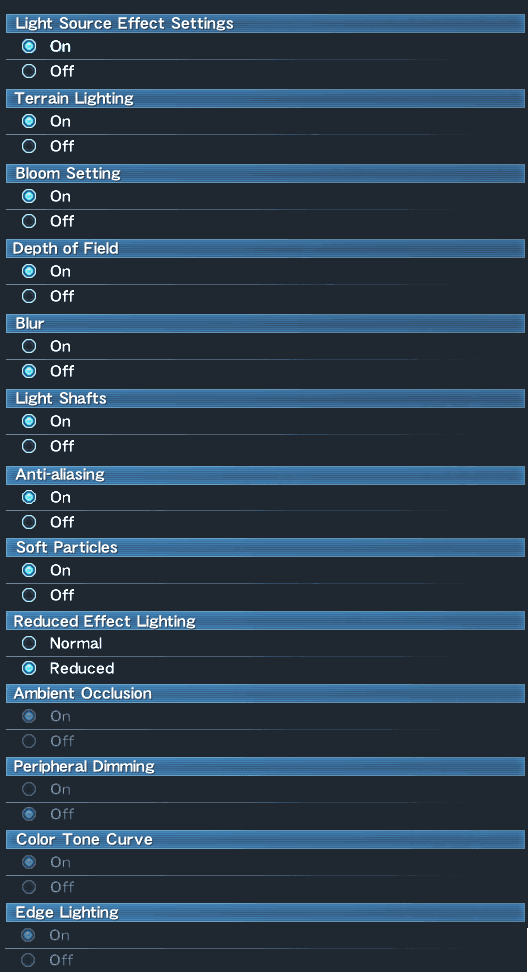 Light Source Effect Settings
On
Off
Terrain Lighting
On
Off
Bloom Setting
On
Off
Depth of Field
On
Off
Blur
On
Off
Light Shafts
On
Off
Anti-aliasing
On
Off
Soft Particles
On
Off
Reduced Effect Lighting
Normal
Reduced
Ambient Occlusion
On
Off
Peripheral Dimming
On
Off
Color Tone Curve
On
Off
Edge Lighting
On
Off